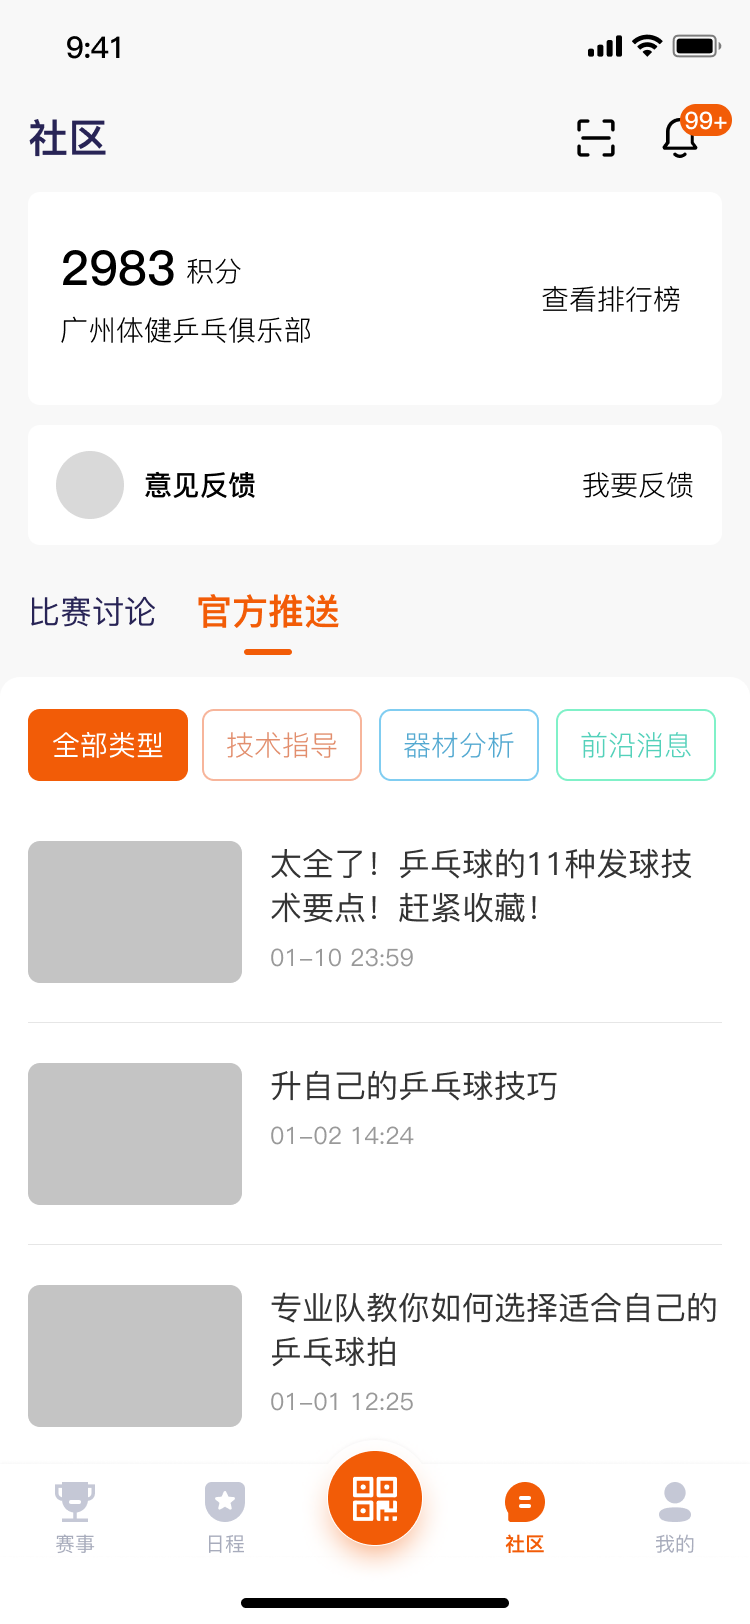 9:41
社区
99+
2983 积分
广州体健乒乓俱乐部
查看排行榜
意见反馈
我要反馈
比赛讨论 官方推送
全部类型 技术指导 器材分析 前沿消息
太全了！乒乓球的11种发球技
术要点！赶紧收藏！
01-10 23:59
升自己的乒乓球技巧
01-02 14:24
专业队教你如何选择适合自己的
乒乓球拍
01-01 12:25
赛事 日程 社区 我的